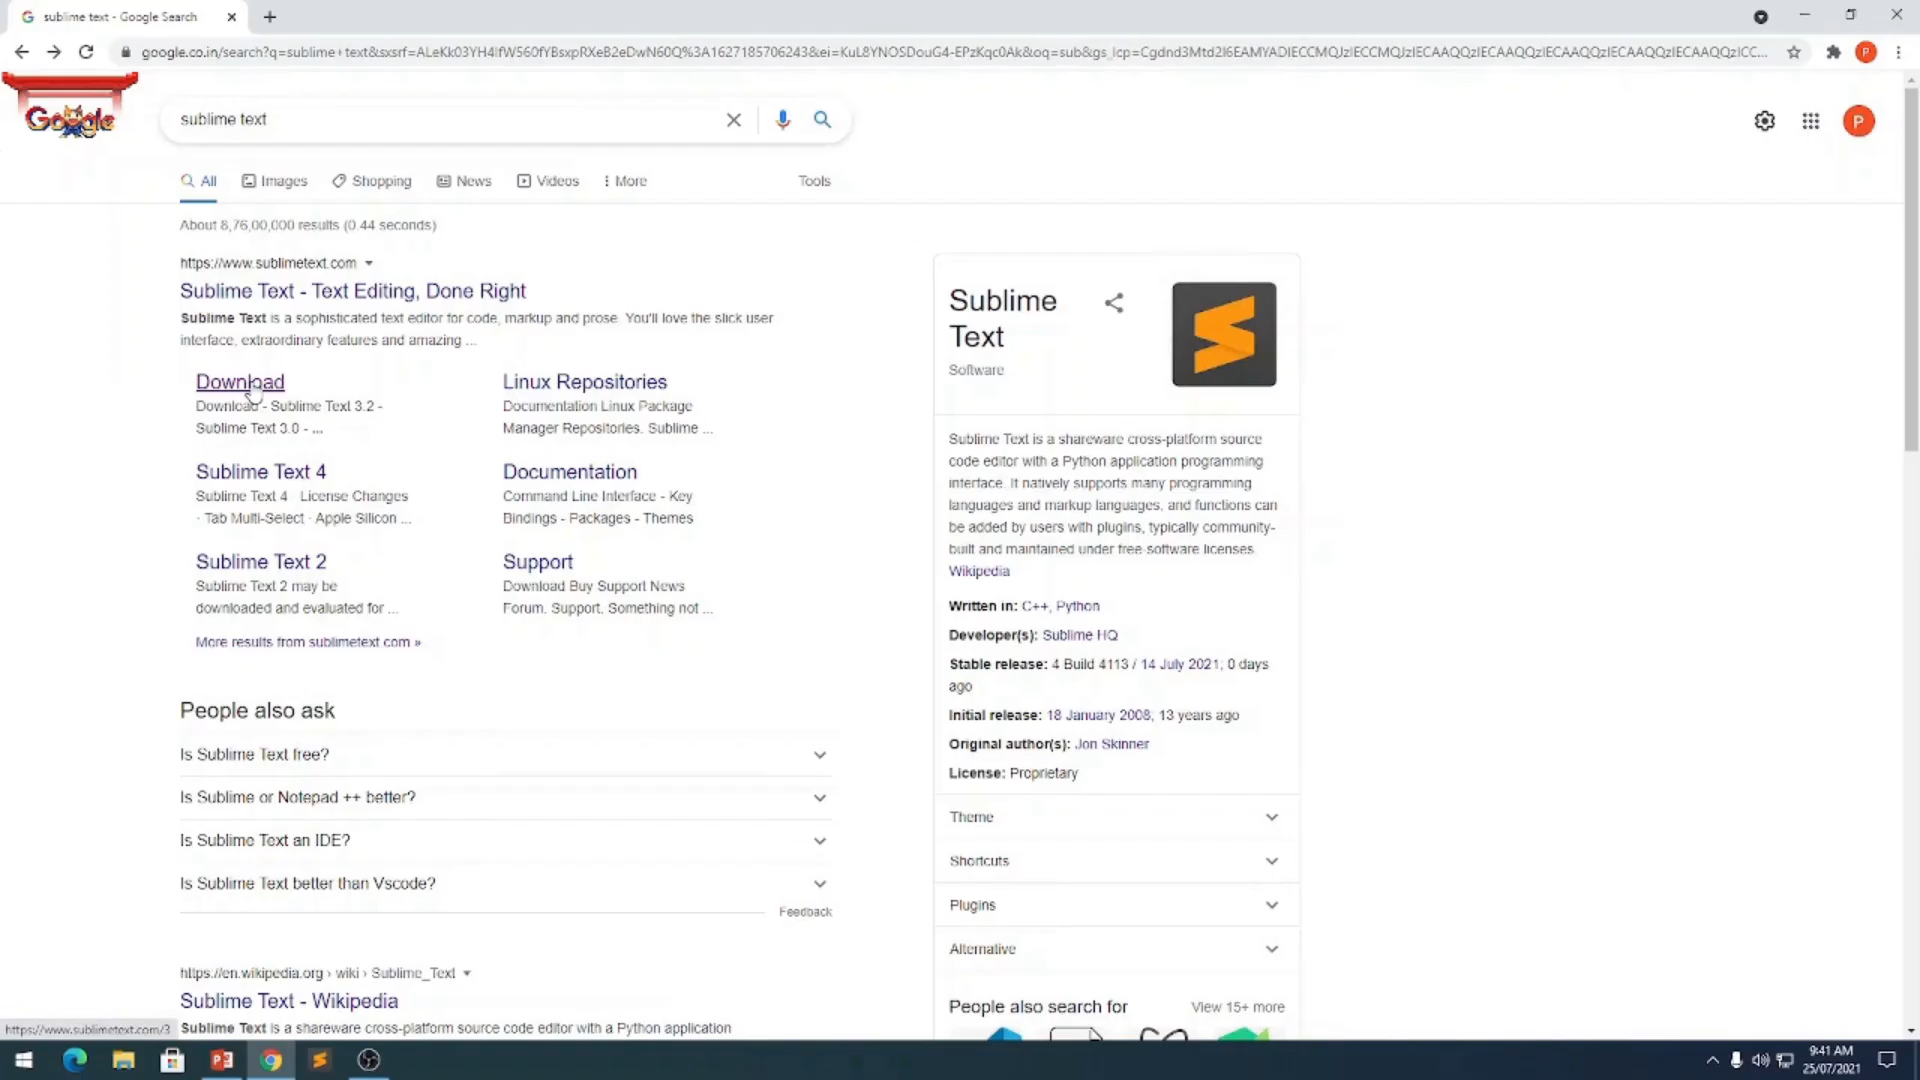 sublime text - Google Search
google.co.in/search?q=sublime+text&sxsrf=ALeKk03YH4IfW560fYBsxpRXeB2eDwN60Q%3A1627185706243&ei=KuL8YNOSDouG4-EPzKqc0Ak&oq=sub&gs_lcp=Cgdnd3Mtd2l6EAMYADIECCMQJzIECCMQJzIECAAQQzIECAAQQzIECAAQQzIECAAQQzICC...
P
Google
sublime text
P
All
Images
Shopping
News
Videos
More
Tools
About 8,76,00,000 results (0.44 seconds)
https://www.sublimetext.com
Sublime Text - Text Editing, Done Right
Sublime Text is a sophisticated text editor for code, markup and prose. You'll love the slick user
interface, extraordinary features and amazing ...
Download
Download - Sublime Text 3.2 -
Sublime Text 3.0 - ...
Linux Repositories
Documentation Linux Package
Manager Repositories. Sublime ...
Sublime Text 4
Sublime Text 4 License Changes
· Tab Multi-Select · Apple Silicon ...
Documentation
Command Line Interface - Key
Bindings - Packages - Themes
Sublime Text 2
Sublime Text 2 may be
downloaded and evaluated for ...
Support
Download Buy Support News
Forum. Support. Something not ...
More results from sublimetext.com »
People also ask
Is Sublime Text free?
Is Sublime or Notepad ++ better?
Is Sublime Text an IDE?
Is Sublime Text better than Vscode?
Feedback
https://en.wikipedia.org › wiki › Sublime_Text
Sublime Text - Wikipedia
Sublime Text is a shareware cross-platform source code editor with a Python application
https://www.sublimetext.com/3
Sublime
Text
Software
Sublime Text is a shareware cross-platform source
code editor with a Python application programming
interface. It natively supports many programming
languages and markup languages, and functions can
be added by users with plugins, typically community-
built and maintained under free-software licenses.
Wikipedia
Written in: C++, Python
Developer(s): Sublime HQ
Stable release: 4 Build 4113 / 14 July 2021; 0 days
ago
Initial release: 18 January 2008; 13 years ago
Original author(s): Jon Skinner
License: Proprietary
Theme
Shortcuts
Plugins
Alternative
People also search for
View 15+ more
9:41 AM
25/07/2021